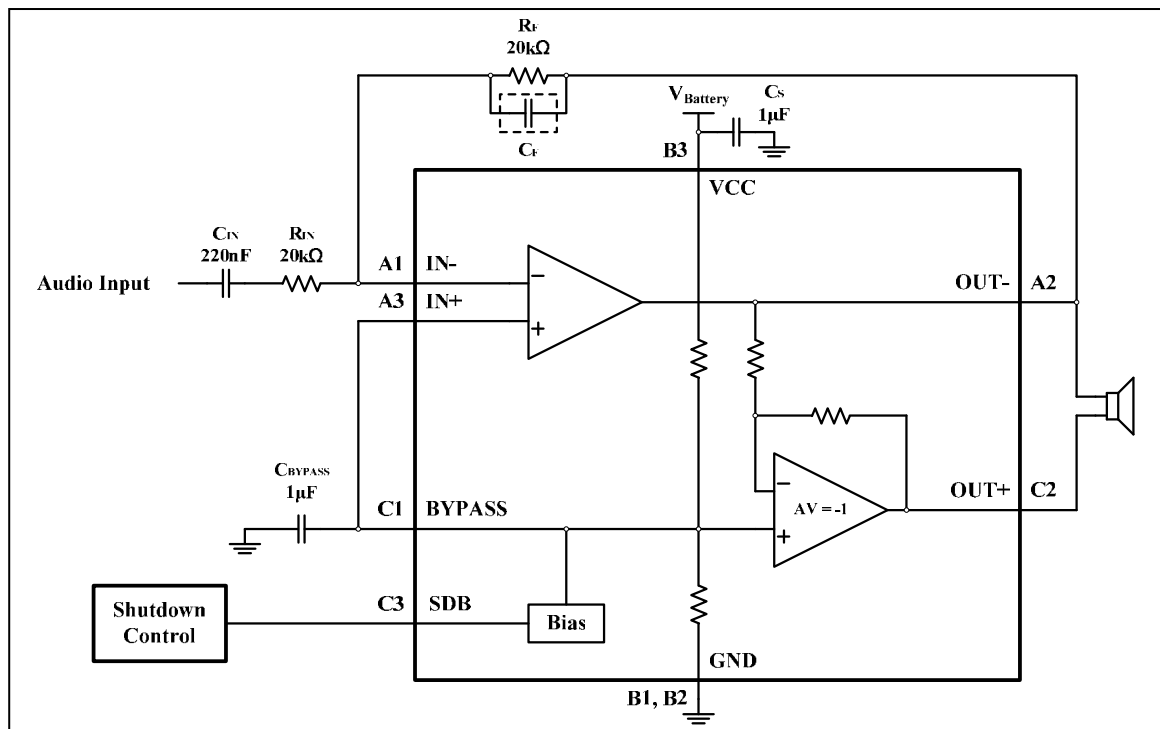 RF
20kΩ
CF
VBattery
CS
1μF
B3
VCC
CIN
220nF
RIN
20kΩ
Audio Input
A1
IN-
A3
IN+
OUT-
A2
CBYPASS
1μF
C1
BYPASS
AV = -1
OUT+
C2
Shutdown
Control
C3
SDB
Bias
GND
B1, B2